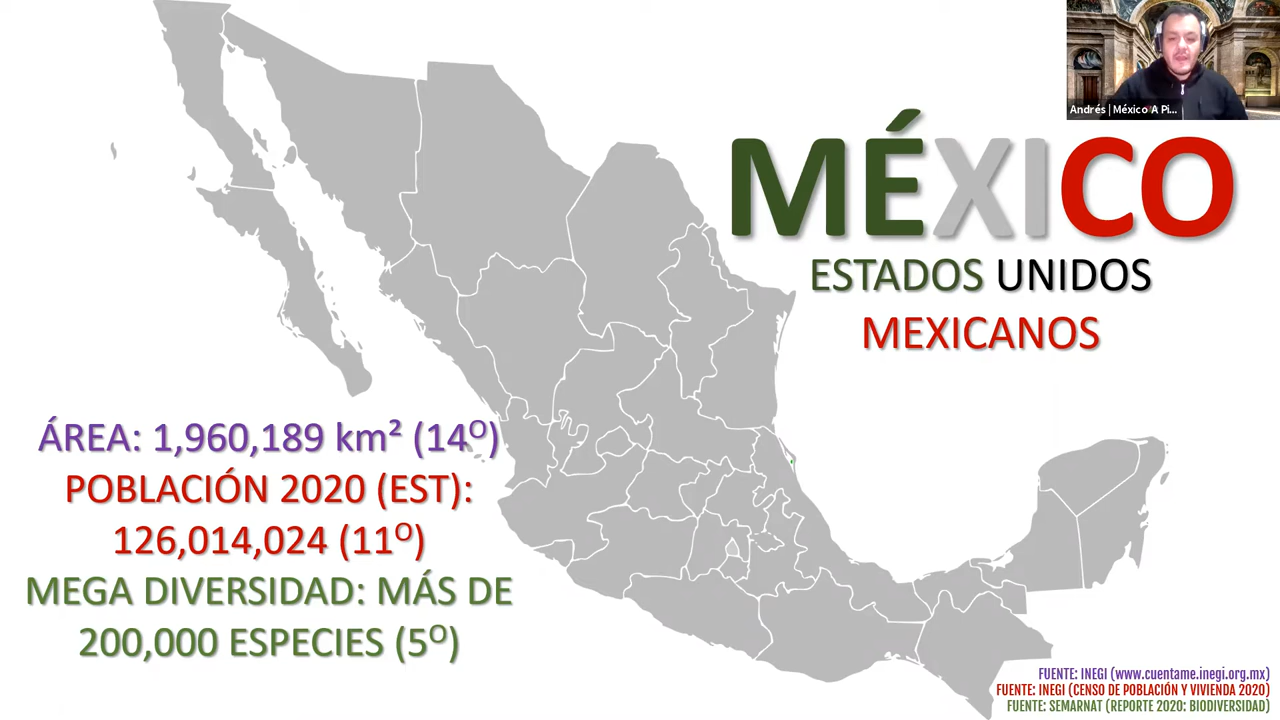 Andrés | México A Pi...
MÉXICO
ESTADOS UNIDOS
MEXICANOS
ÁREA: 1,960,189 km² (14º)
POBLACIÓN 2020 (EST):
126,014,024 (11º)
MEGA DIVERSIDAD: MÁS DE
200,000 ESPECIES (5º)
FUENTE: INEGI (www.cuentame.inegi.org.mx)
FUENTE: INEGI (CENSO DE POBLACIÓN Y VIVIENDA 2020)
FUENTE: SEMARNAT (REPORTE 2020: BIODIVERSIDAD)